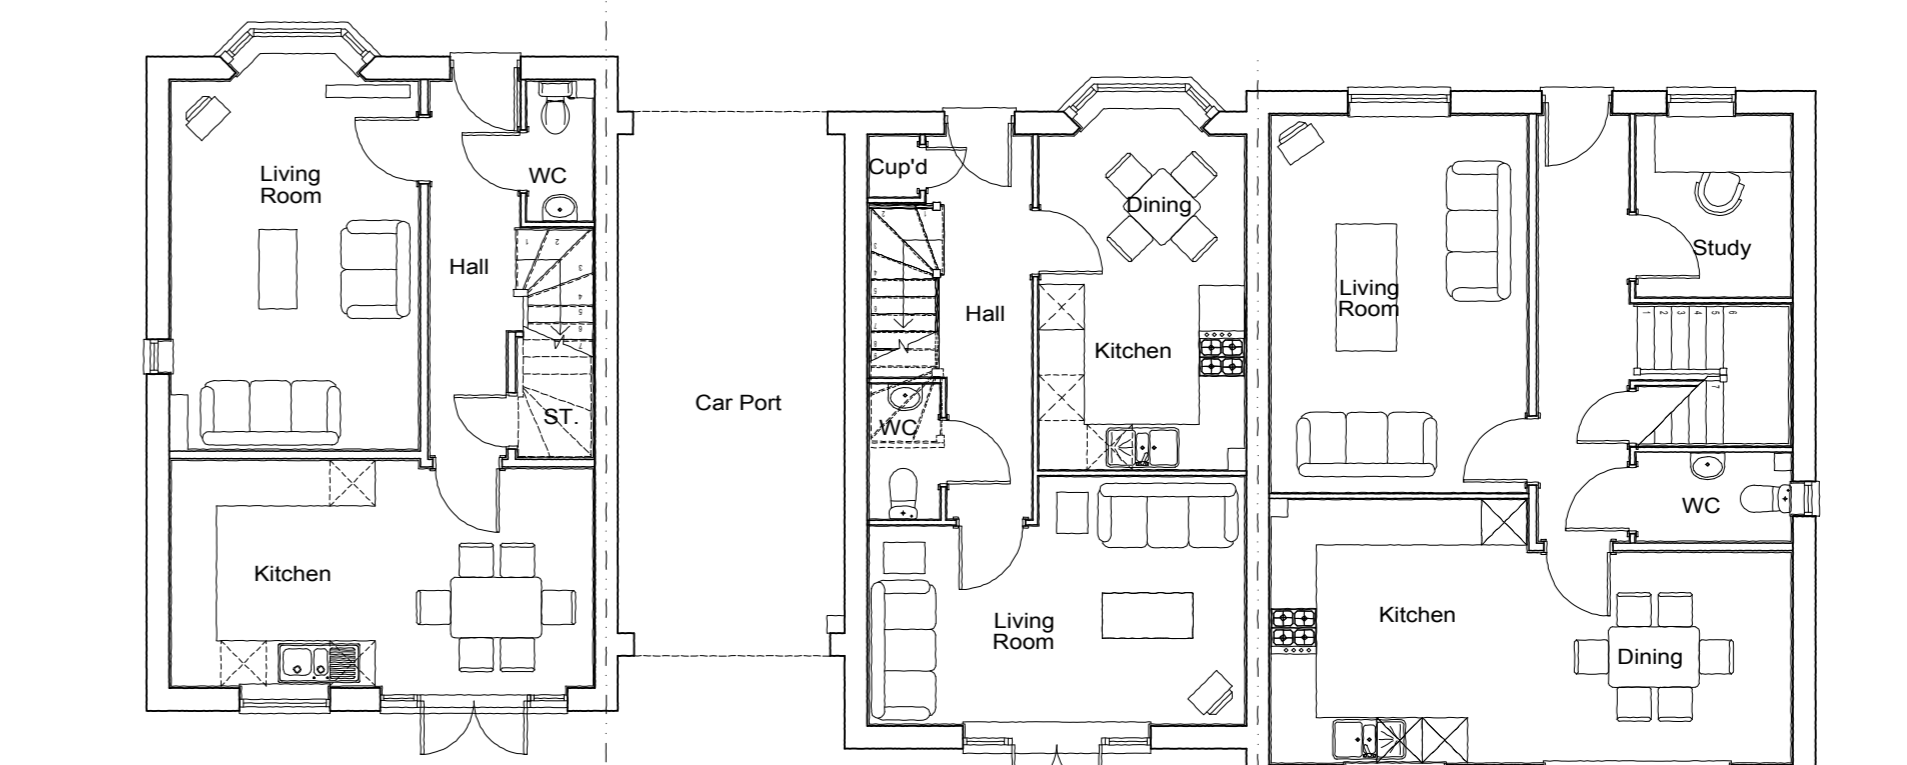 Living
Room
WC
Hall
ST.
Kitchen
Car Port
Cup'd
Dining
Hall
Kitchen
WC
Living
Room
Living
Room
Study
WC
Kitchen
Dining